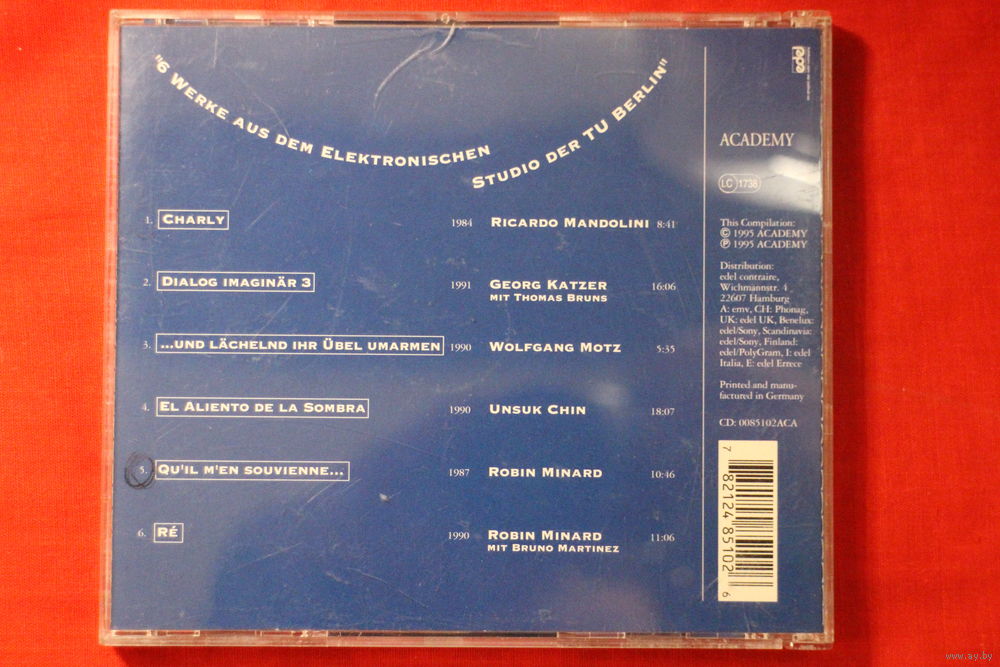 "6 WERKE AUS DEM ELEKTRONISCHEN
STUDIO DER TU BERLIN"
1. CHARLY 1984 RICARDO MANDOLINI 8:41
2. DIALOG IMAGINÄR 3 1991 GEORG KATZER 16:06
MIT THOMAS BRUNS
3. ...UND LÄCHELND IHR ÜBEL UMARMEN 1990 WOLFGANG MOTZ 5:35
4. EL ALIENTO DE LA SOMBRA 1990 UNSUK CHIN 18:07
5. QU'IL M'EN SOUVIENNE... 1987 ROBIN MINARD 10:46
6. RÉ 1990 ROBIN MINARD 11:06
MIT BRUNO MARTINEZ
edel
ACADEMY
LC 1738
This Compilation:
© 1995 ACADEMY
℗ 1995 ACADEMY
Distribution:
edel contraire,
Wichmannstr. 4
22607 Hamburg
A: emv, CH: Phonag,
UK: edel UK, Benelux:
edel/Sony, Scandinavia:
edel/Sony, Finland:
edel/PolyGram, I: edel
Italia, E: edel Errece
Printed and manu-
factured in Germany
CD: 0085102ACA
7 82124 85102 6
www.ay.by